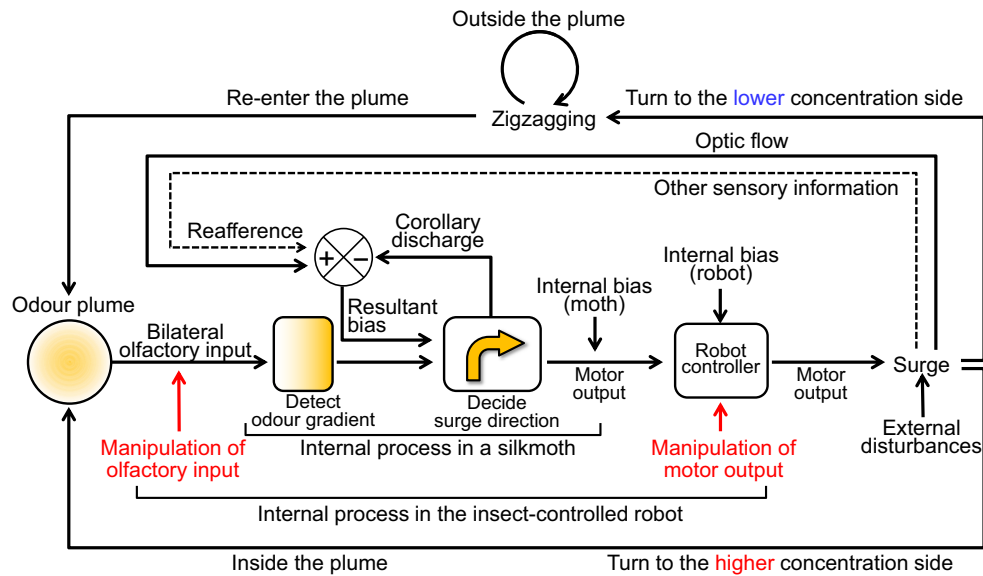 Outside the plume
Re-enter the plume
Zigzagging
Turn to the lower concentration side
Optic flow
Other sensory information
Reafference
Corollary
discharge
+
−
Internal bias
(robot)
Internal bias
(moth)
Odour plume
Resultant
bias
Bilateral
olfactory input
Robot
controller
Surge
Motor
output
Motor
output
Detect
odour gradient
Decide
surge direction
External
disturbances
Manipulation of
olfactory input
Internal process in a silkmoth
Manipulation of
motor output
Internal process in the insect-controlled robot
Inside the plume
Turn to the higher concentration side